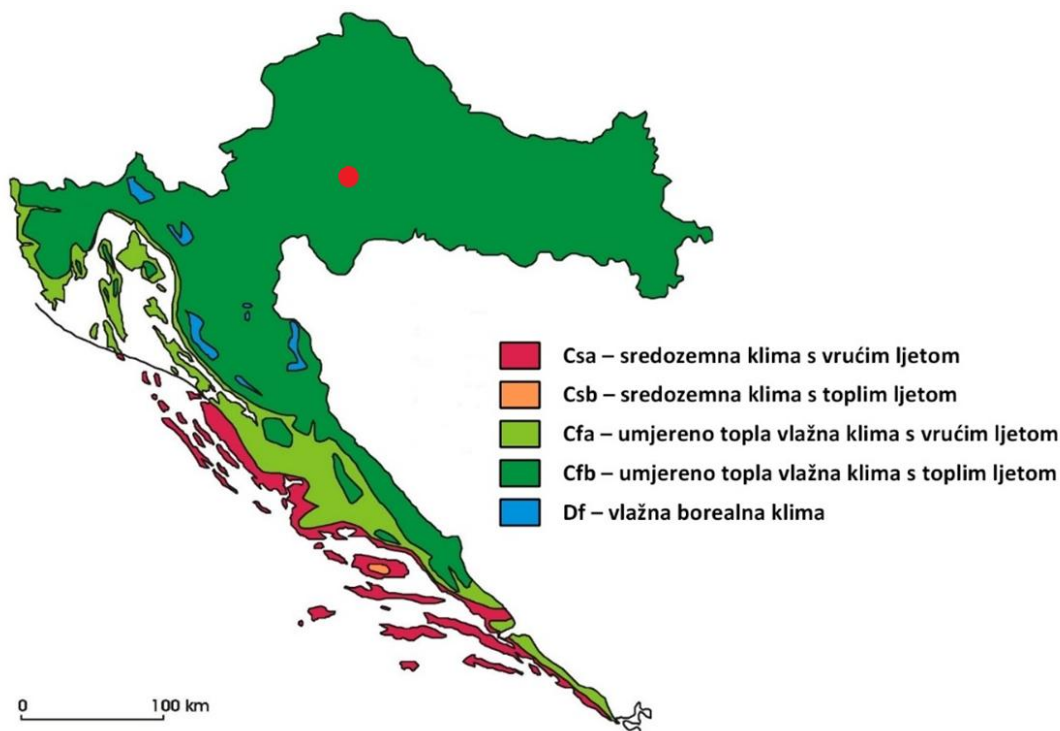 Csa – sredozemna klima s vrućim ljetom
Csb – sredozemna klima s toplim ljetom
Cfa – umjereno topla vlažna klima s vrućim ljetom
Cfb – umjereno topla vlažna klima s toplim ljetom
Df – vlažna borealna klima
0 100 km